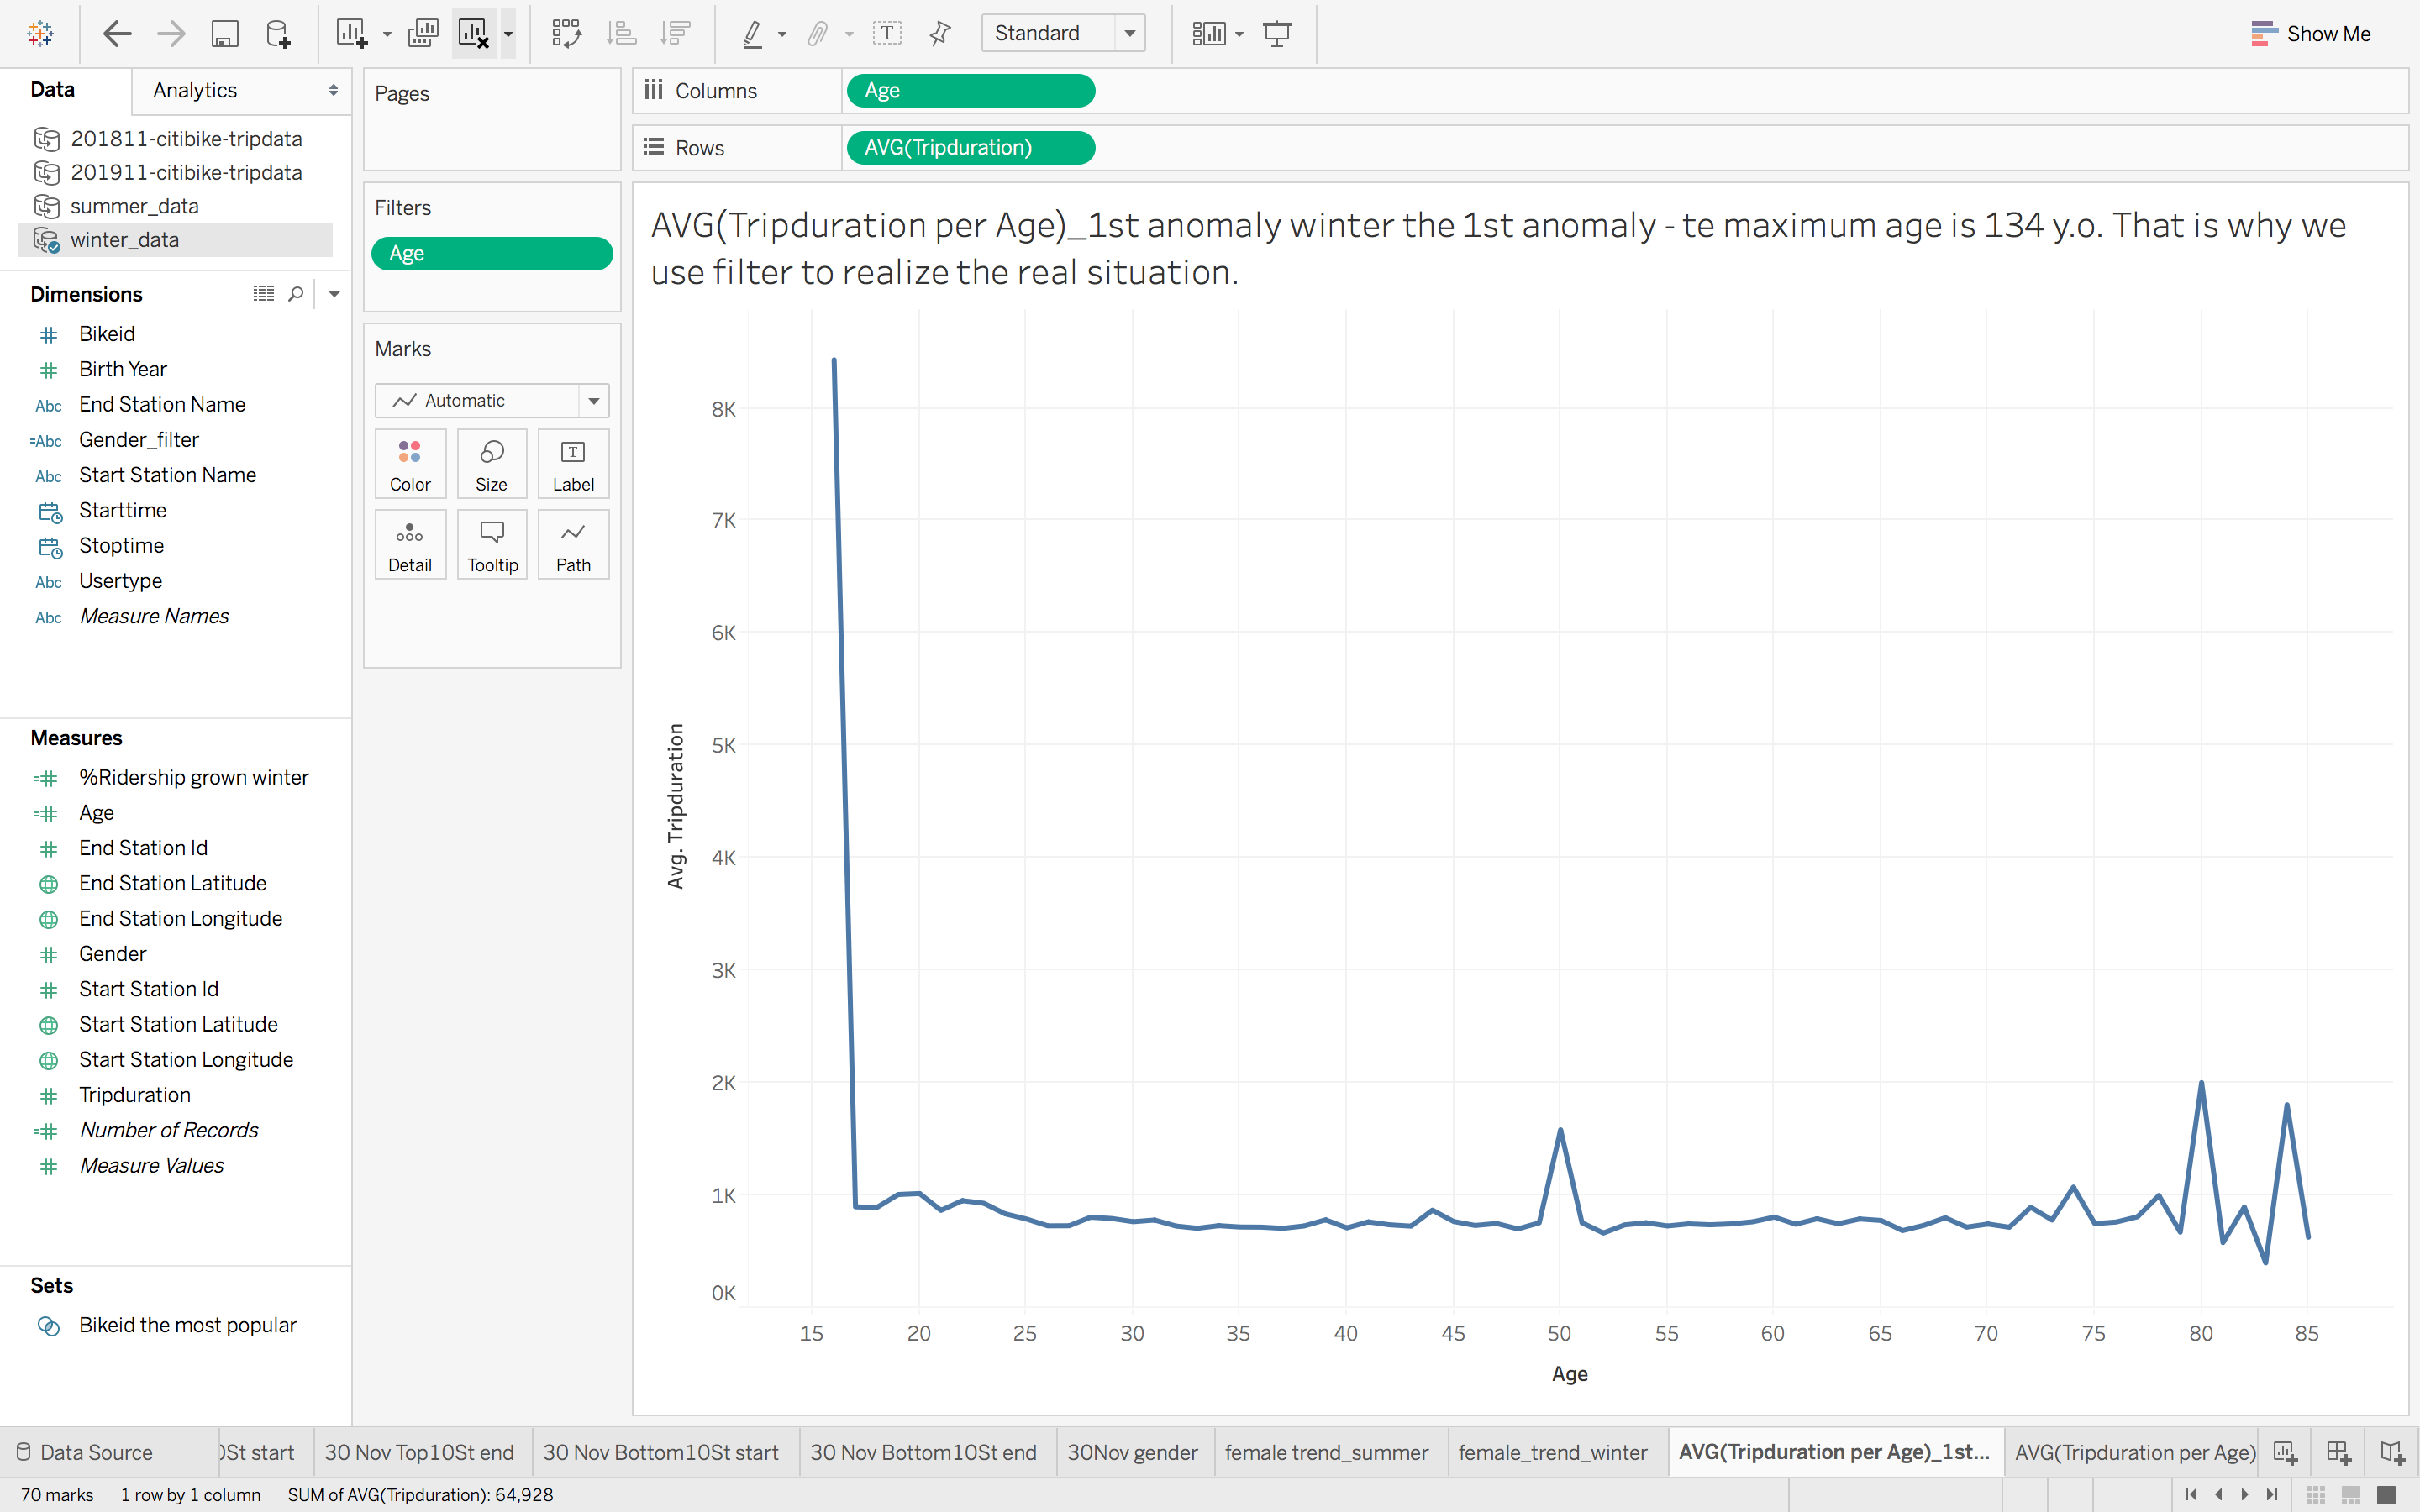 Standard
Show Me
Data
Analytics
201811-citibike-tripdata
201911-citibike-tripdata
summer_data
winter_data
Dimensions
# Bikeid
# Birth Year
Abc End Station Name
=Abc Gender_filter
Abc Start Station Name
Starttime
Stoptime
Abc Usertype
Abc Measure Names
Measures
=# %Ridership grown winter
=# Age
# End Station Id
End Station Latitude
End Station Longitude
# Gender
# Start Station Id
Start Station Latitude
Start Station Longitude
# Tripduration
=# Number of Records
# Measure Values
Sets
Bikeid the most popular
Pages
Filters
Age
Marks
Automatic
Color
Size
T
Label
Detail
Tooltip
Path
Columns
Age
Rows
AVG(Tripduration)
AVG(Tripduration per Age)_1st anomaly winter the 1st anomaly - te maximum age is 134 y.o. That is why we
use filter to realize the real situation.
Avg. Tripduration
8K
7K
6K
5K
4K
3K
2K
1K
0K
15 20 25 30 35 40 45 50 55 60 65 70 75 80 85
Age
Data Source
0St start
30 Nov Top10St end
30 Nov Bottom10St start
30 Nov Bottom10St end
30Nov gender
female trend_summer
female_trend_winter
AVG(Tripduration per Age)_1st...
AVG(Tripduration per Age)
70 marks
1 row by 1 column
SUM of AVG(Tripduration): 64,928